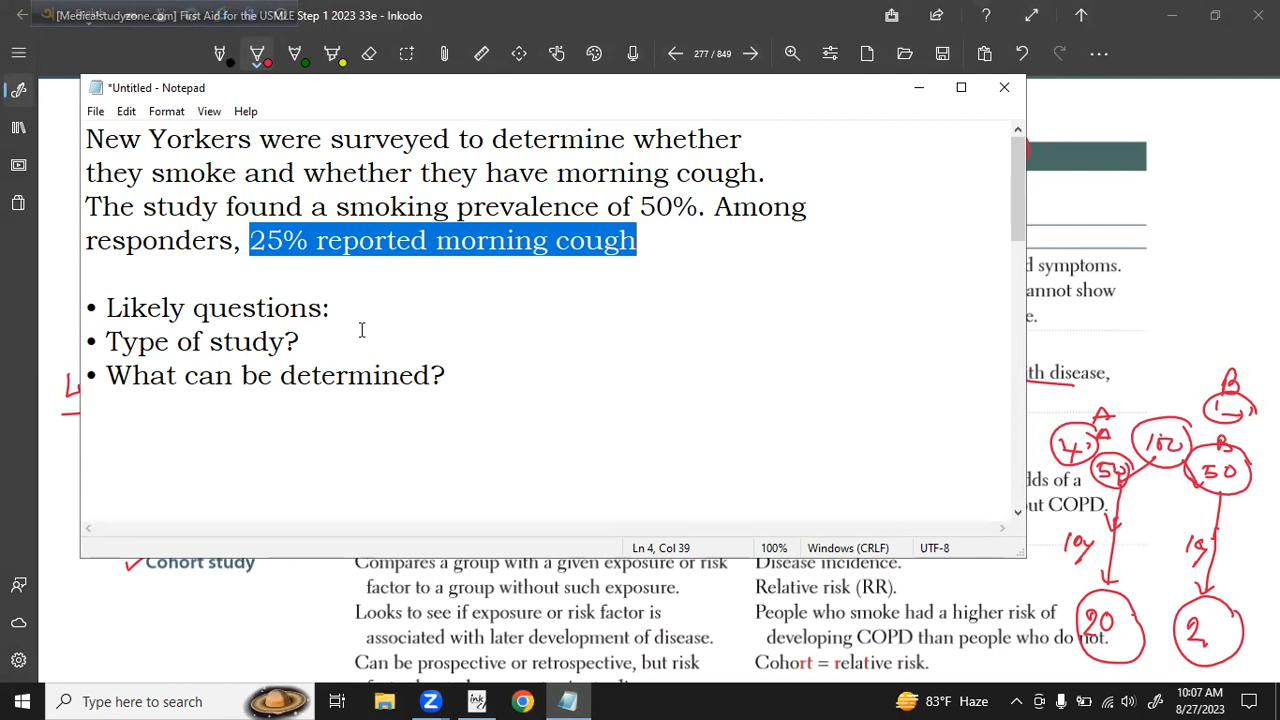 [Medicalstudyzone.com] First Aid for the USMLE Step 1 2023 33e - Inkodo
277 / 849
*Untitled - Notepad
File Edit Format View Help
New Yorkers were surveyed to determine whether
they smoke and whether they have morning cough.
The study found a smoking prevalence of 50%. Among
responders, 25% reported morning cough
• Likely questions:
• Type of study?
• What can be determined?
Ln 4, Col 39 100% Windows (CRLF) UTF-8
d symptoms.
annot show
e.
th disease,
B
A
A
B
100
50
50
dds of a
out COPD.
10y
20
2
Cohort study
Compares a group with a given exposure or risk
factor to a group without such exposure.
Looks to see if exposure or risk factor is
associated with later development of disease.
Can be prospective or retrospective, but risk
Disease incidence.
Relative risk (RR).
People who smoke had a higher risk of
developing COPD than people who do not.
Cohort = relative risk.
Type here to search
83°F Haze
10:07 AM
8/27/2023